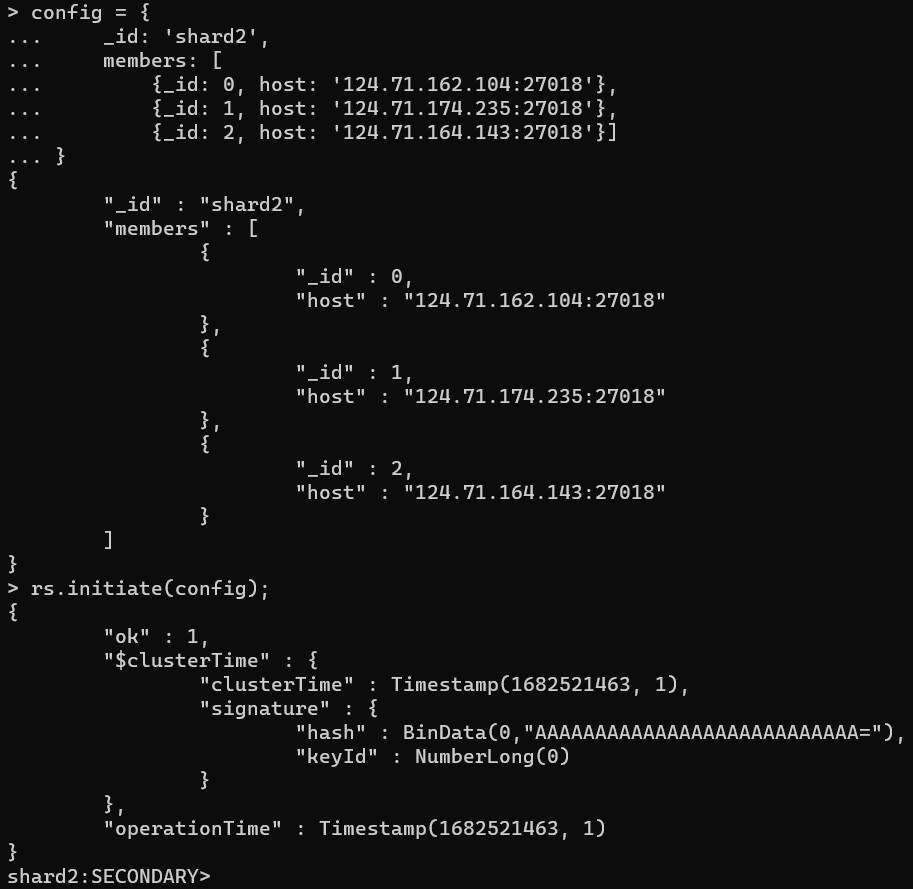 > config = {
...     _id: 'shard2',
...     members: [
...         {_id: 0, host: '124.71.162.104:27018'},
...         {_id: 1, host: '124.71.174.235:27018'},
...         {_id: 2, host: '124.71.164.143:27018'}]
... }
{
        "_id" : "shard2",
        "members" : [
                {
                        "_id" : 0,
                        "host" : "124.71.162.104:27018"
                },
                {
                        "_id" : 1,
                        "host" : "124.71.174.235:27018"
                },
                {
                        "_id" : 2,
                        "host" : "124.71.164.143:27018"
                }
        ]
}
> rs.initiate(config);
{
        "ok" : 1,
        "$clusterTime" : {
                "clusterTime" : Timestamp(1682521463, 1),
                "signature" : {
                        "hash" : BinData(0,"AAAAAAAAAAAAAAAAAAAAAAAAAAA="),
                        "keyId" : NumberLong(0)
                }
        },
        "operationTime" : Timestamp(1682521463, 1)
}
shard2:SECONDARY>